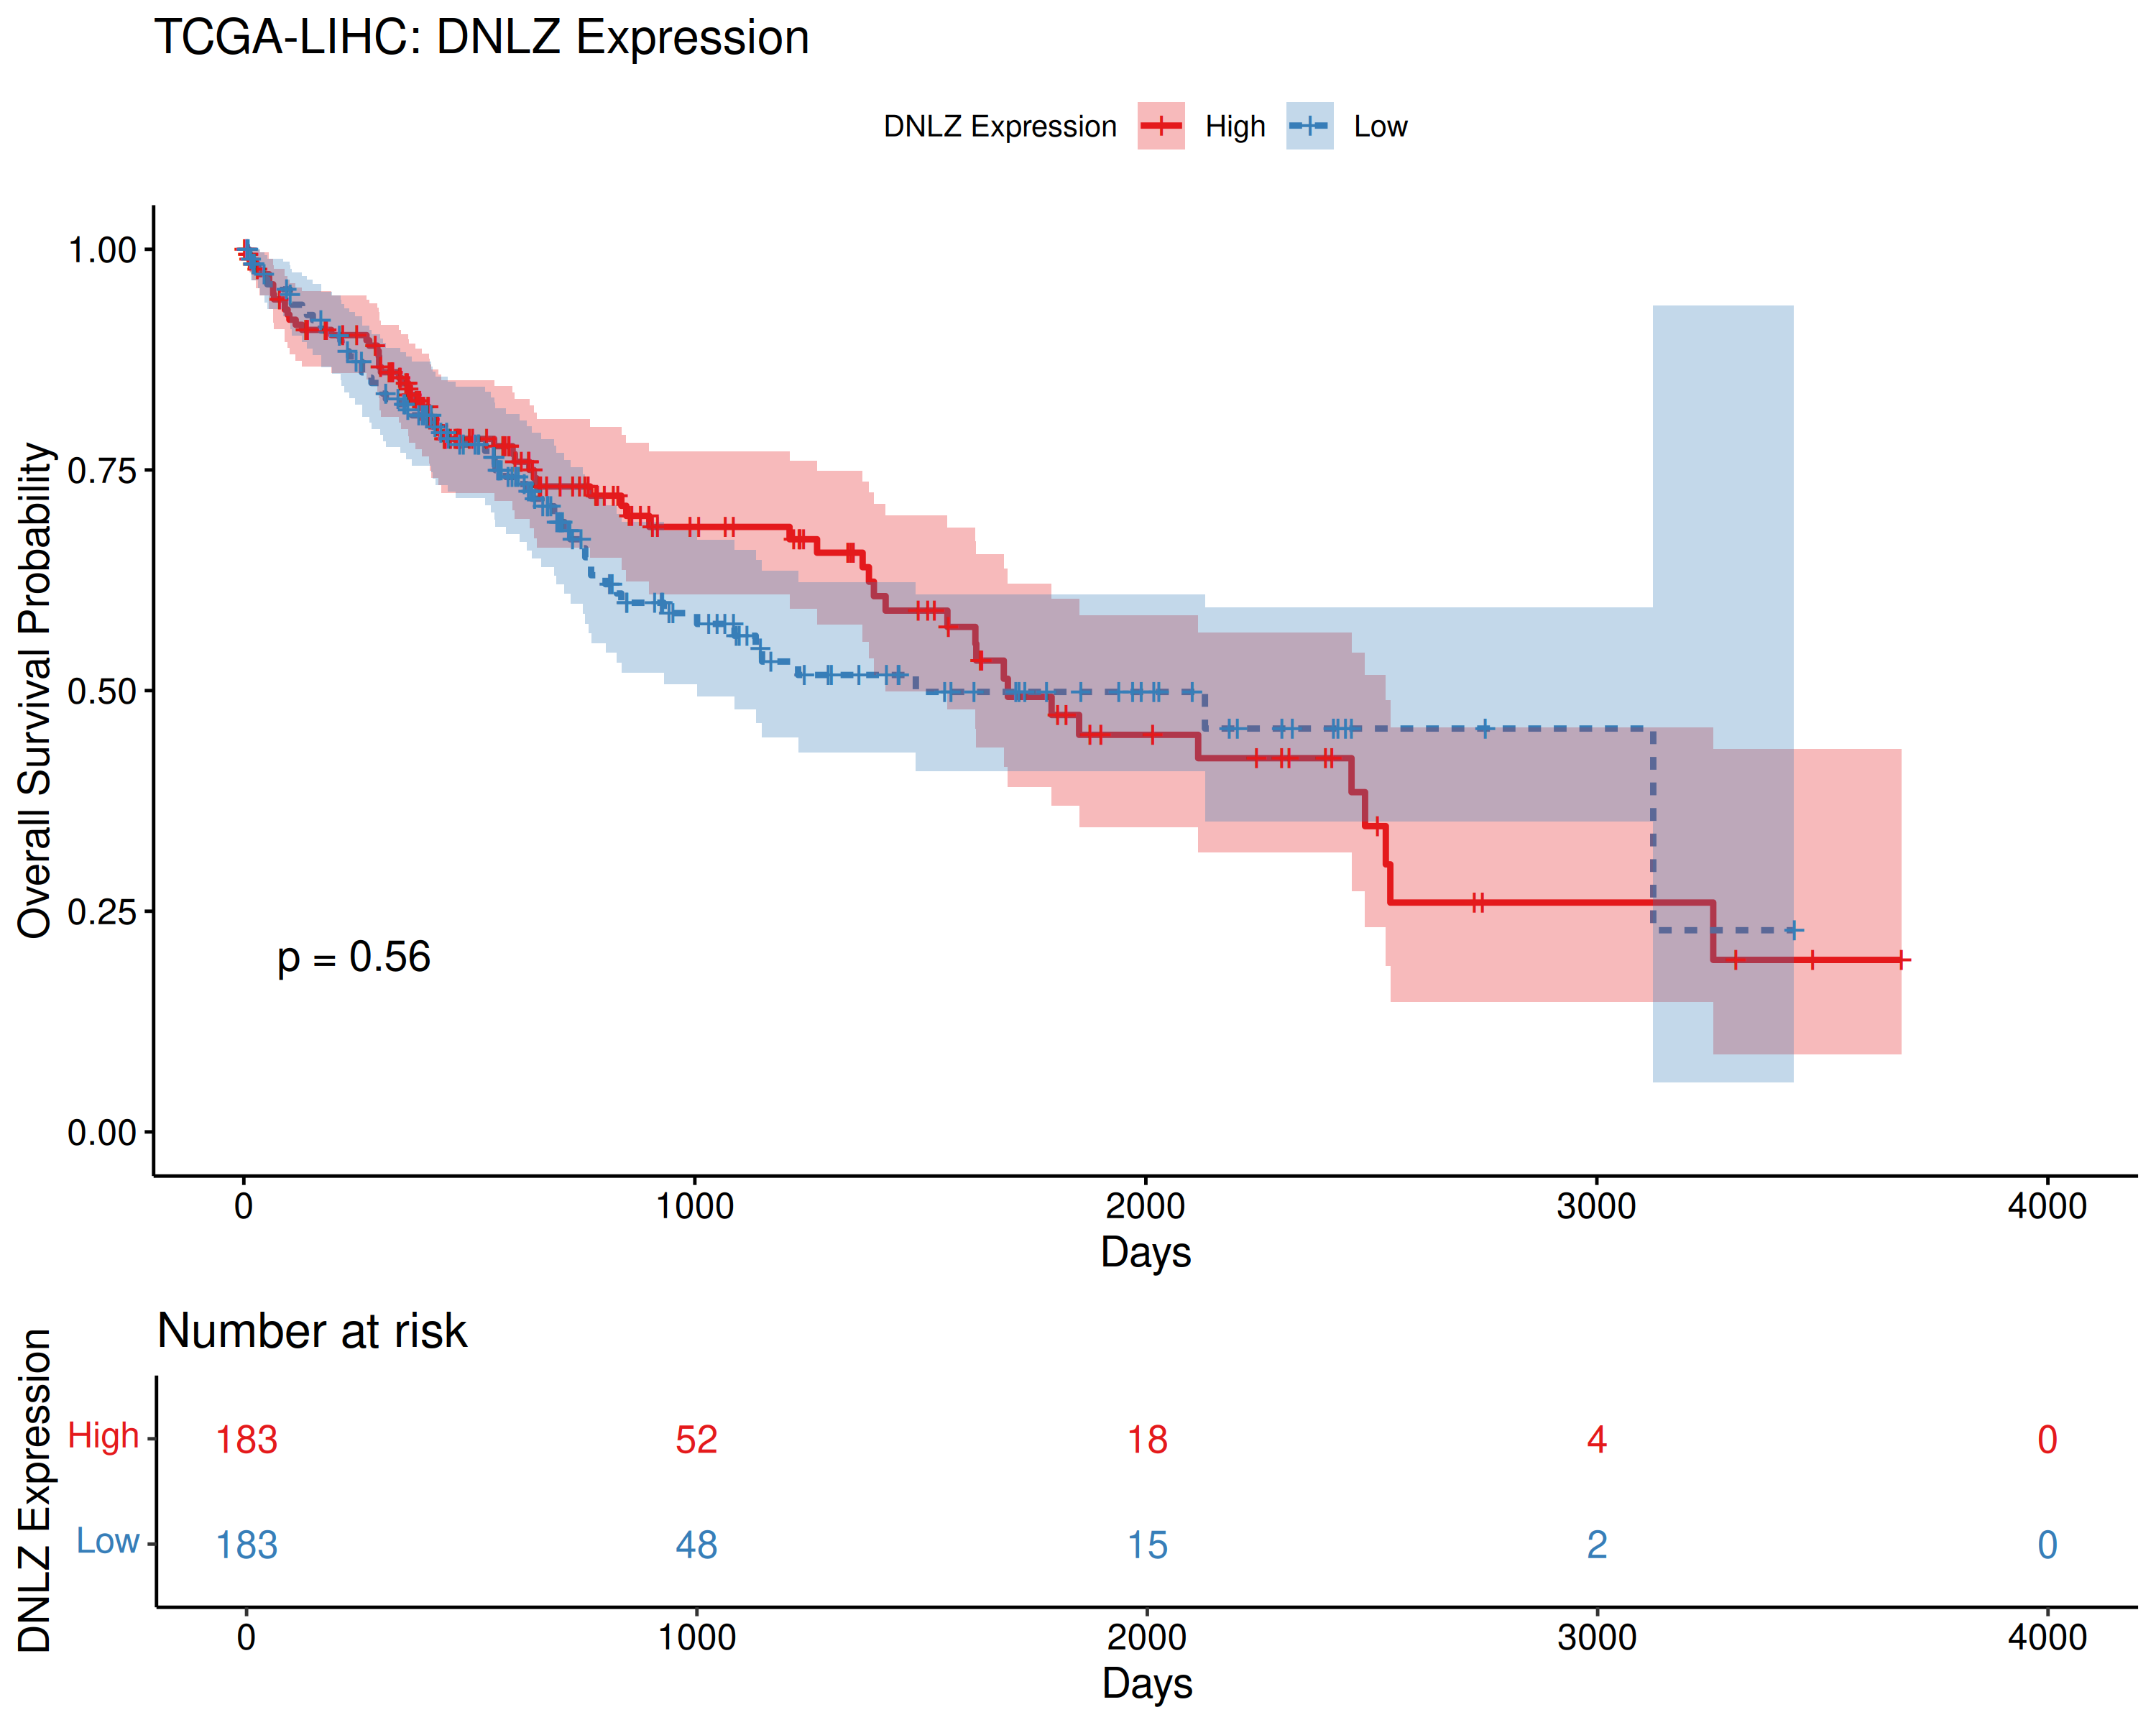 TCGA-LIHC: DNLZ Expression
DNLZ Expression High Low
Overall Survival Probability
1.00
0.75
0.50
0.25
0.00
p = 0.56
0 1000 2000 3000 4000
Days
Number at risk
DNLZ Expression
High 183 52 18 4 0
Low 183 48 15 2 0
0 1000 2000 3000 4000
Days